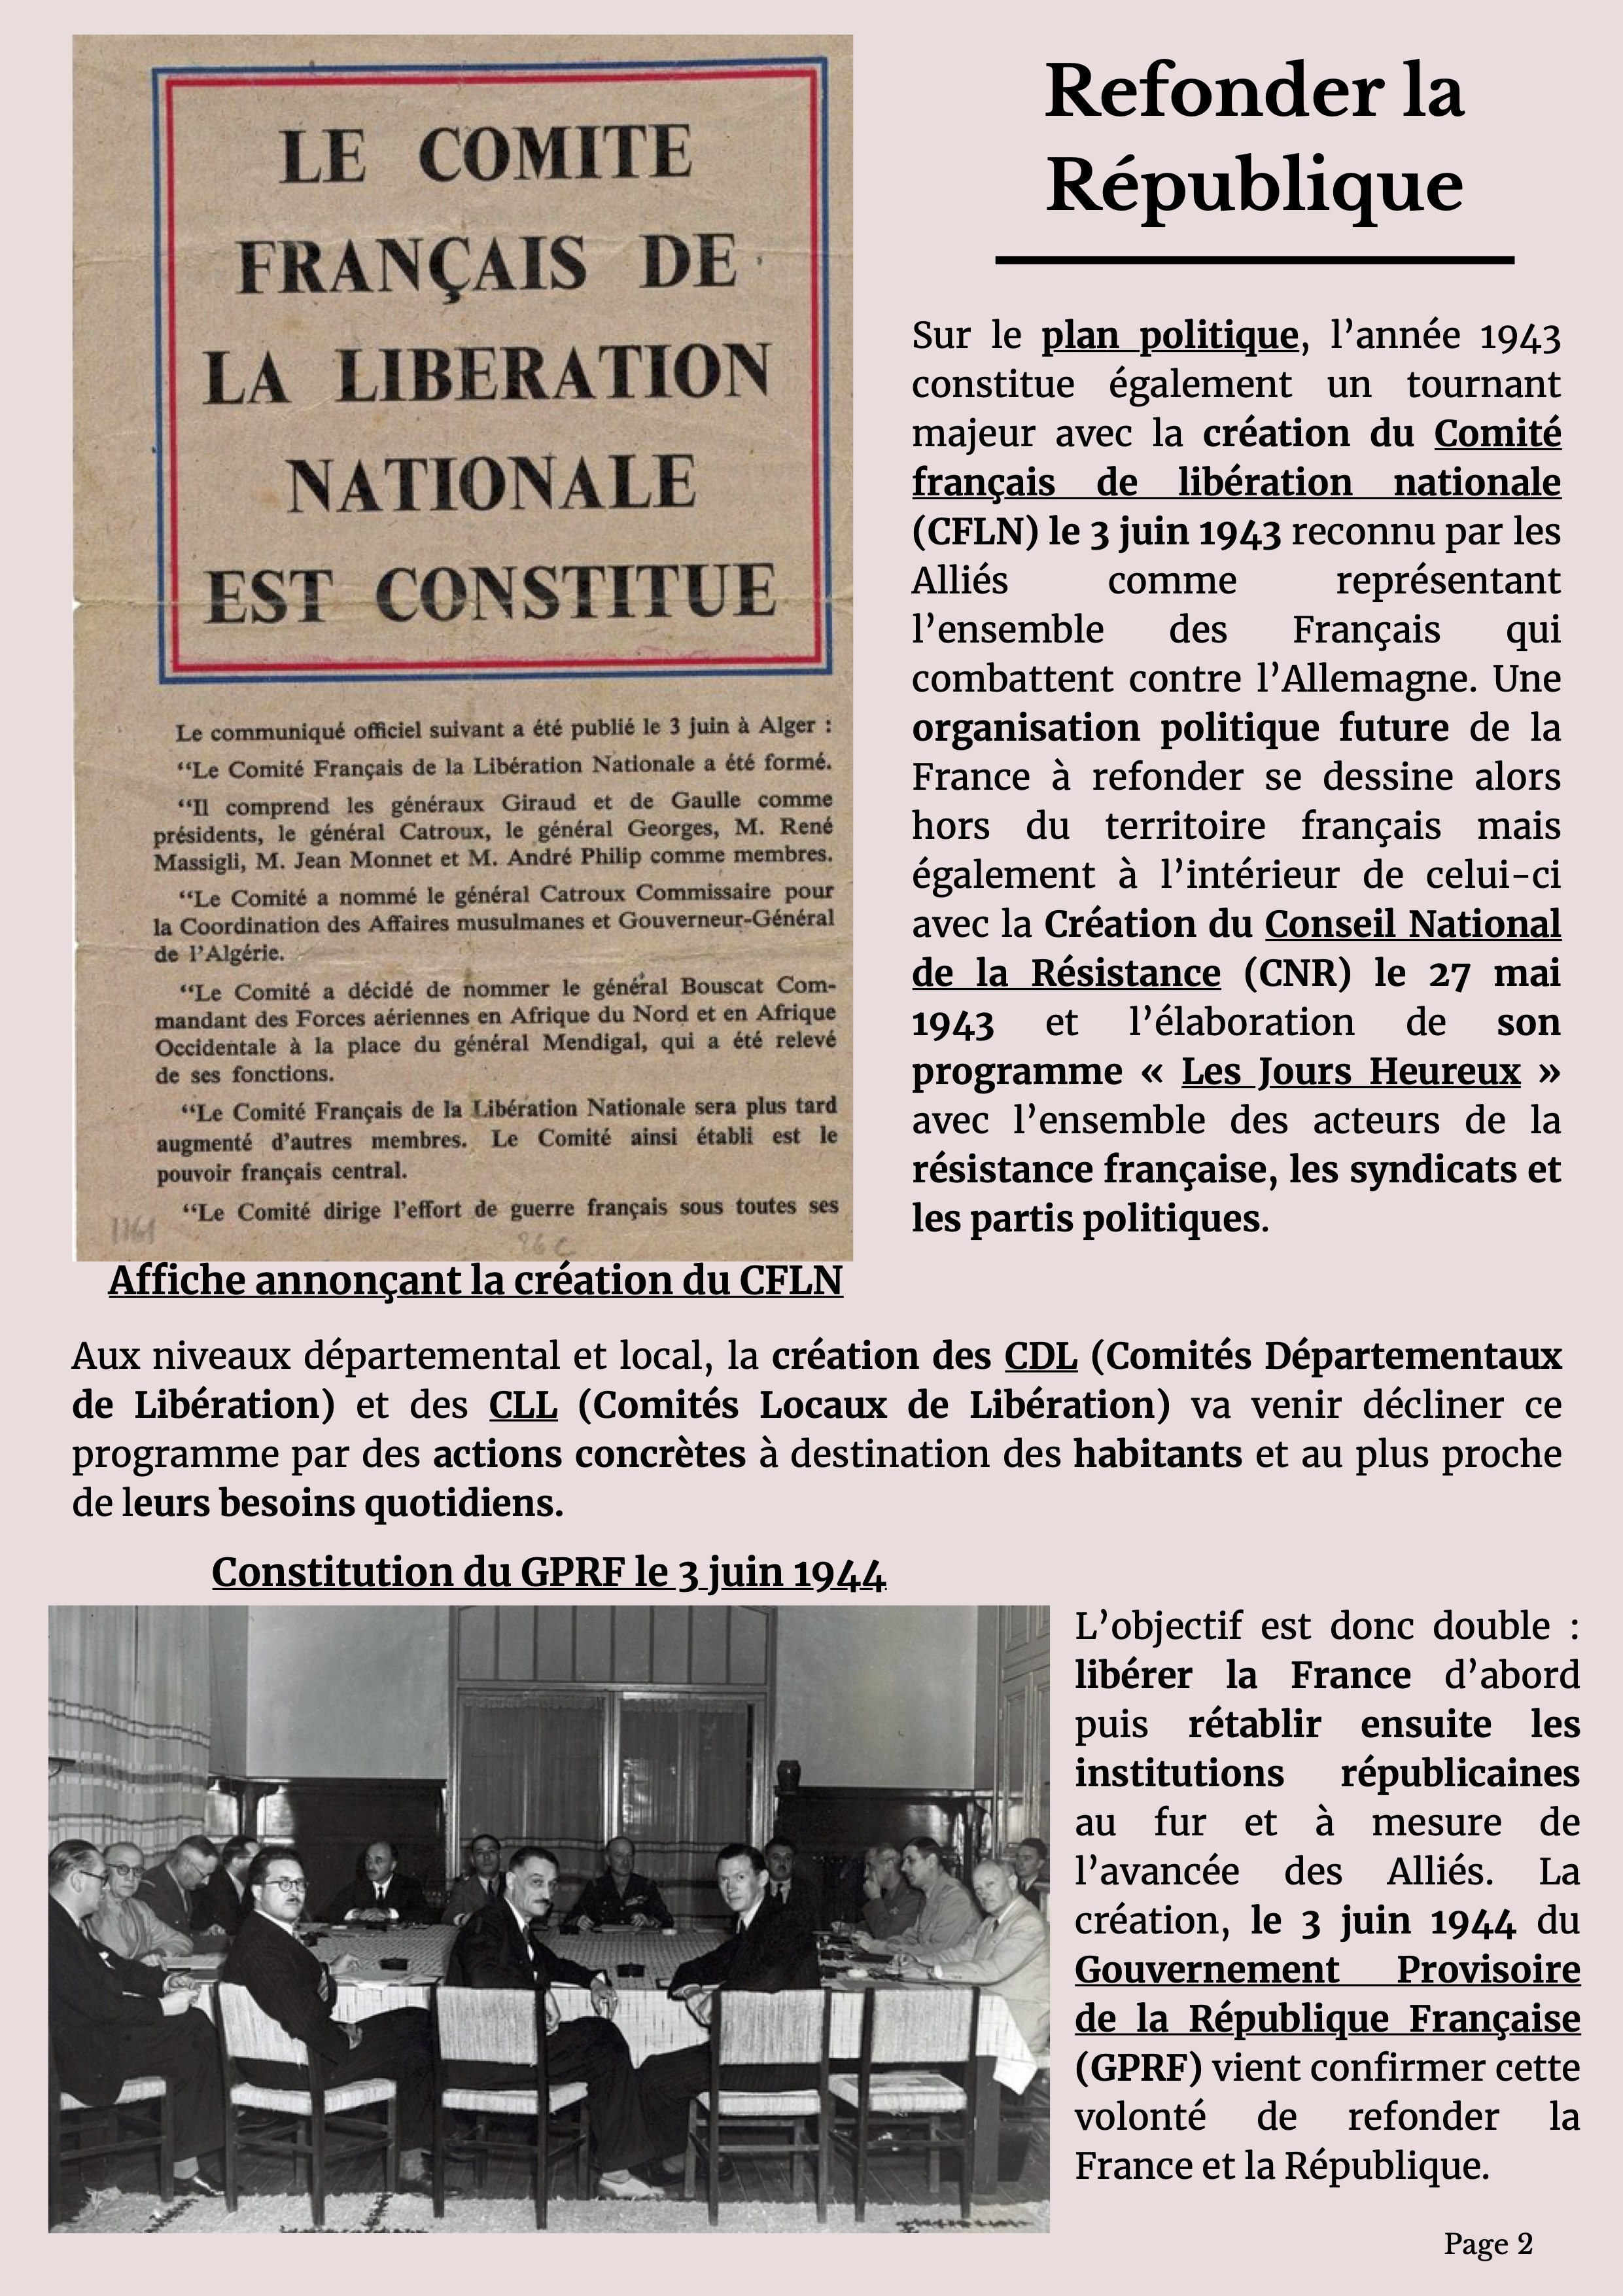 LE COMITE
FRANÇAIS DE
LA LIBERATION
NATIONALE
EST CONSTITUE
Le communiqué officiel suivant a été publié le 3 juin à Alger :
“Le Comité Français de la Libération Nationale a été formé.
“Il comprend les généraux Giraud et de Gaulle comme
présidents, le général Catroux, le général Georges, M. René
Massigli, M. Jean Monnet et M. André Philip comme membres.
“Le Comité a nommé le général Catroux Commissaire pour
la Coordination des Affaires musulmanes et Gouverneur-Général
de l’Algérie.
“Le Comité a décidé de nommer le général Bouscat Com-
mandant des Forces aériennes en Afrique du Nord et en Afrique
Occidentale à la place du général Mendigal, qui a été relevé
de ses fonctions.
“Le Comité Français de la Libération Nationale sera plus tard
augmenté d’autres membres. Le Comité ainsi établi est le
pouvoir français central.
“Le Comité dirige l’effort de guerre français sous toutes ses
Affiche annonçant la création du CFLN
Refonder la
République
Sur le plan politique, l’année 1943
constitue également un tournant
majeur avec la création du Comité
français de libération nationale
(CFLN) le 3 juin 1943 reconnu par les
Alliés comme représentant
l’ensemble des Français qui
combattent contre l’Allemagne. Une
organisation politique future de la
France à refonder se dessine alors
hors du territoire français mais
également à l’intérieur de celui-ci
avec la Création du Conseil National
de la Résistance (CNR) le 27 mai
1943 et l’élaboration de son
programme « Les Jours Heureux »
avec l’ensemble des acteurs de la
résistance française, les syndicats et
les partis politiques.
Aux niveaux départemental et local, la création des CDL (Comités Départementaux
de Libération) et des CLL (Comités Locaux de Libération) va venir décliner ce
programme par des actions concrètes à destination des habitants et au plus proche
de leurs besoins quotidiens.
Constitution du GPRF le 3 juin 1944
L’objectif est donc double :
libérer la France d’abord
puis rétablir ensuite les
institutions républicaines
au fur et à mesure de
l’avancée des Alliés. La
création, le 3 juin 1944 du
Gouvernement Provisoire
de la République Française
(GPRF) vient confirmer cette
volonté de refonder la
France et la République.
Page 2